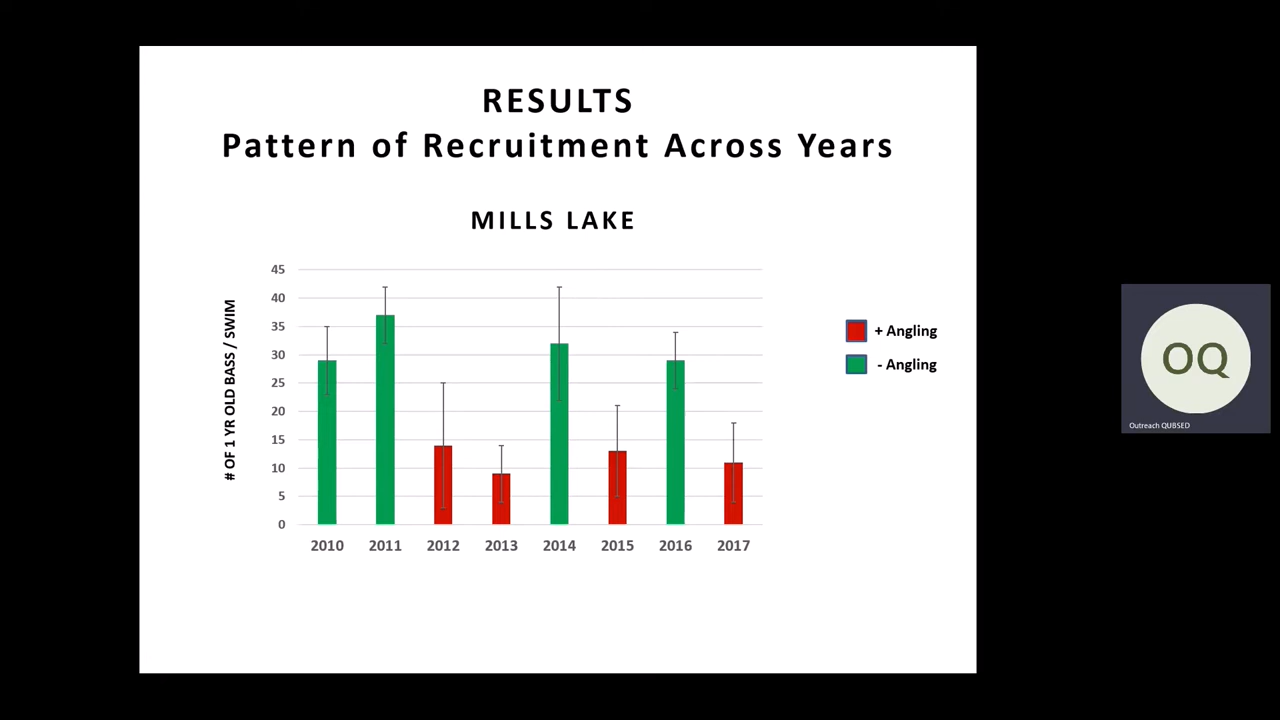 RESULTS
Pattern of Recruitment Across Years
MILLS LAKE
# OF 1 YR OLD BASS / SWIM
45
40
35
30
25
20
15
10
5
0
2010 2011 2012 2013 2014 2015 2016 2017
+ Angling
- Angling
OQ
Outreach QUBSED